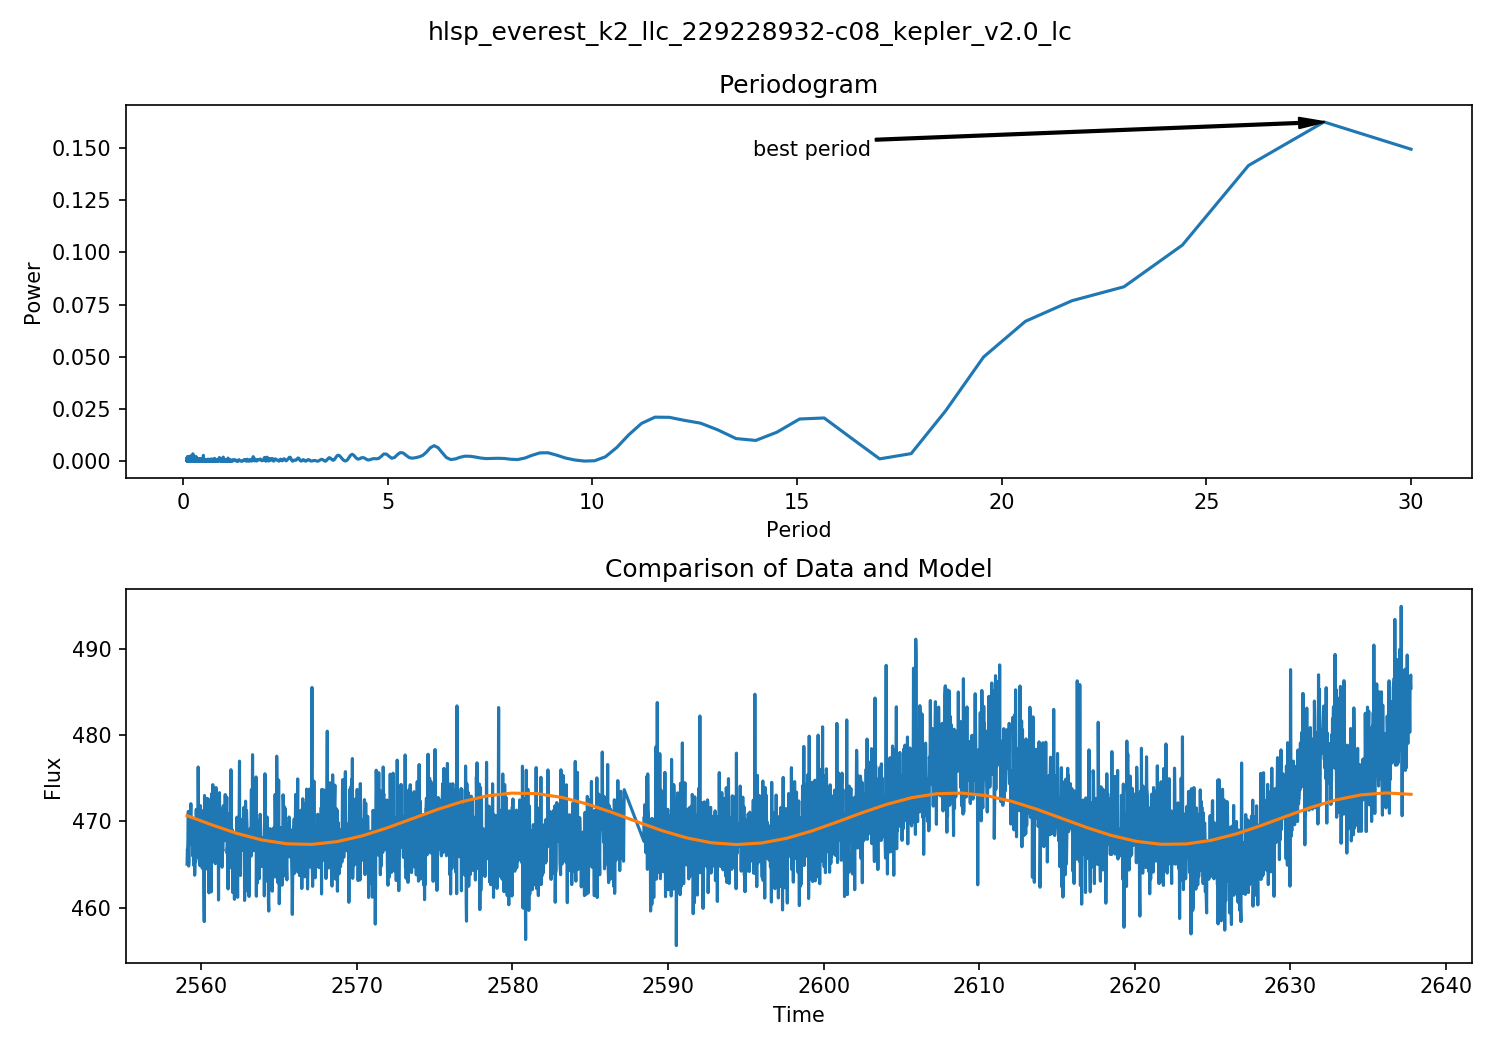 hlsp_everest_k2_llc_229228932-c08_kepler_v2.0_lc
Periodogram
best period
Power
0.150
0.125
0.100
0.075
0.050
0.025
0.000
0 5 10 15 20 25 30
Period
Comparison of Data and Model
Flux
490
480
470
460
2560 2570 2580 2590 2600 2610 2620 2630 2640
Time